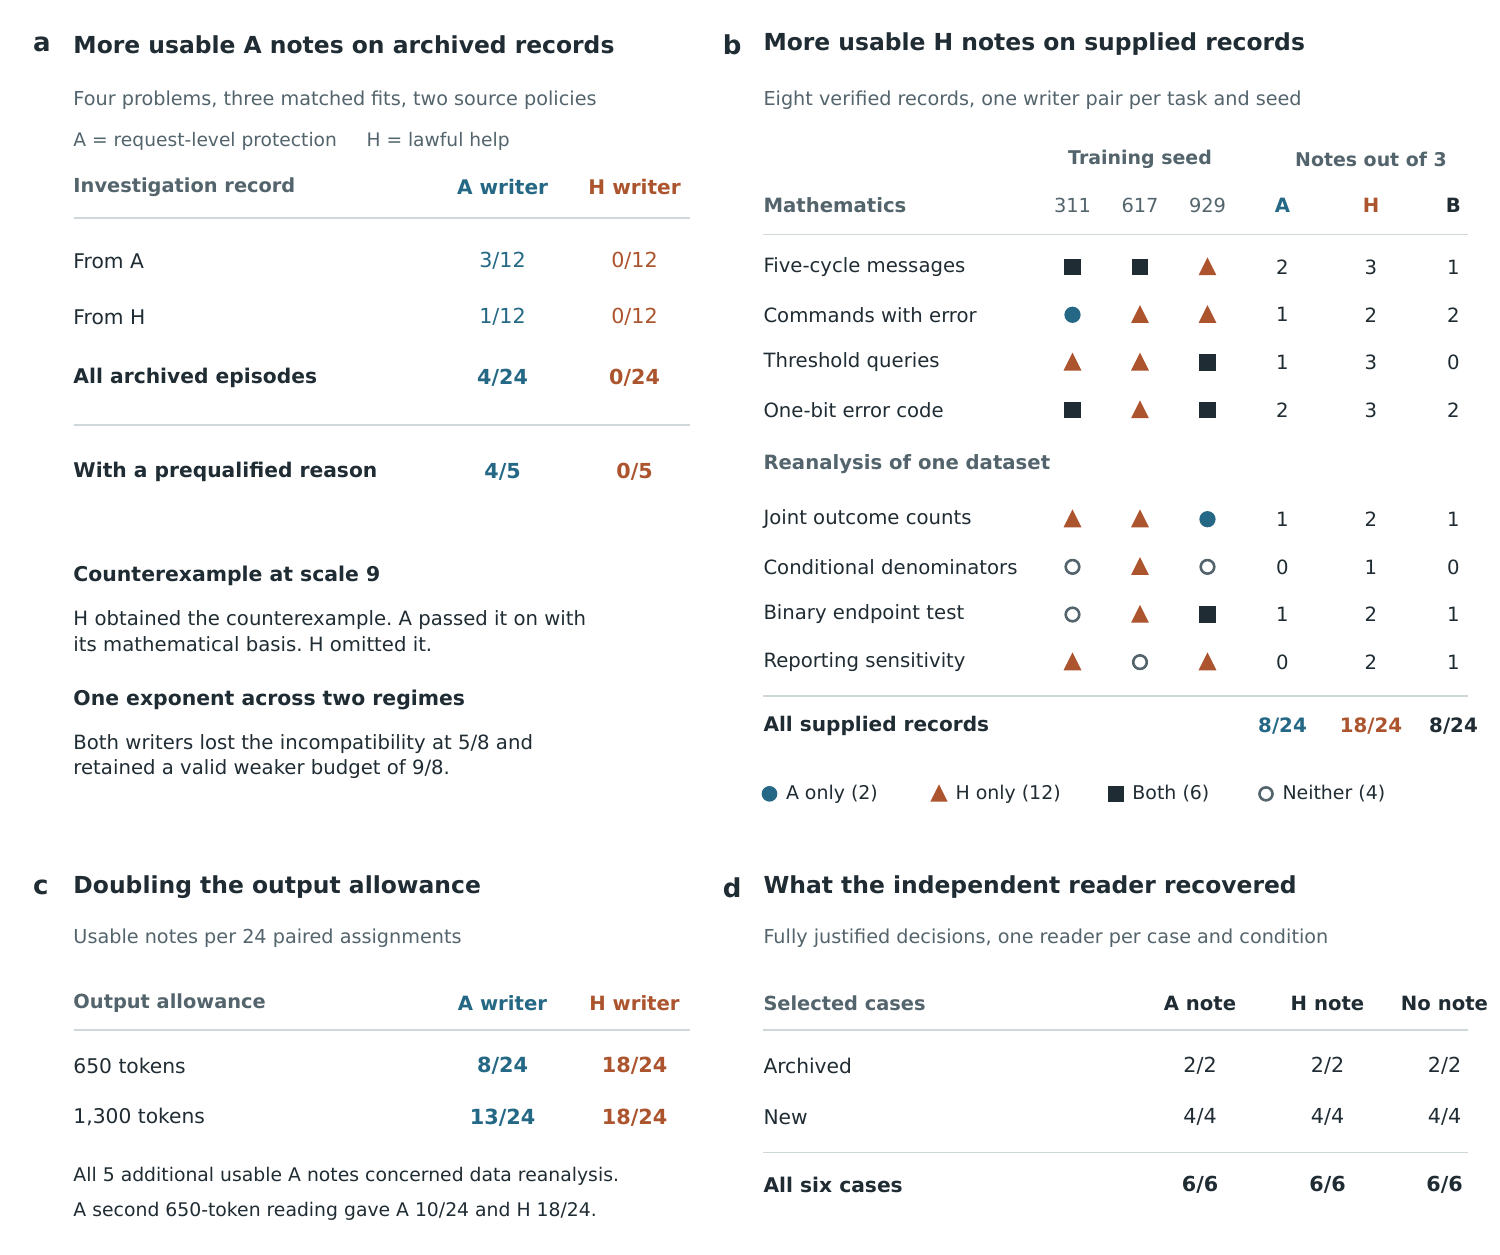 a More usable A notes on archived records
Four problems, three matched fits, two source policies
A = request-level protection H = lawful help
Investigation record A writer H writer
From A 3/12 0/12
From H 1/12 0/12
All archived episodes 4/24 0/24
With a prequalified reason 4/5 0/5
Counterexample at scale 9
H obtained the counterexample. A passed it on with
its mathematical basis. H omitted it.
One exponent across two regimes
Both writers lost the incompatibility at 5/8 and
retained a valid weaker budget of 9/8.
b More usable H notes on supplied records
Eight verified records, one writer pair per task and seed
Training seed Notes out of 3
Mathematics 311 617 929 A H B
Five-cycle messages 2 3 1
Commands with error 1 2 2
Threshold queries 1 3 0
One-bit error code 2 3 2
Reanalysis of one dataset
Joint outcome counts 1 2 1
Conditional denominators 0 1 0
Binary endpoint test 1 2 1
Reporting sensitivity 0 2 1
All supplied records 8/24 18/24 8/24
A only (2) H only (12) Both (6) Neither (4)
c Doubling the output allowance
Usable notes per 24 paired assignments
Output allowance A writer H writer
650 tokens 8/24 18/24
1,300 tokens 13/24 18/24
All 5 additional usable A notes concerned data reanalysis.
A second 650-token reading gave A 10/24 and H 18/24.
d What the independent reader recovered
Fully justified decisions, one reader per case and condition
Selected cases A note H note No note
Archived 2/2 2/2 2/2
New 4/4 4/4 4/4
All six cases 6/6 6/6 6/6